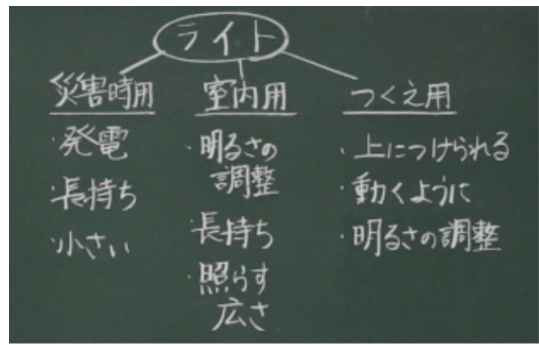 ライト
災害時用
・発電
・長持ち
・小さい
室内用
・明るさの
調整
・長持ち
・照らす
広さ
つくえ用
・上につけられる
・動くように
・明るさの調整